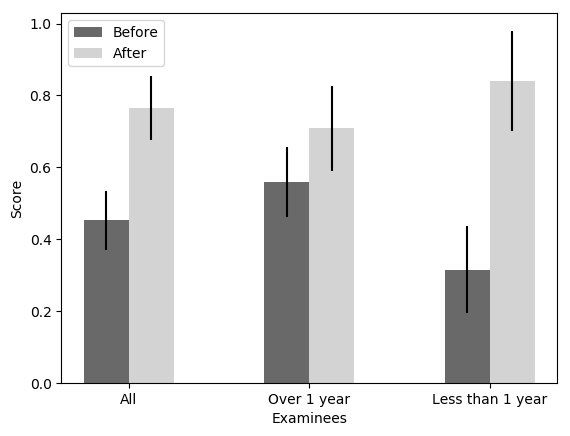 1.0
0.8
0.6
0.4
0.2
0.0
Score
Before
After
All
Over 1 year
Less than 1 year
Examinees